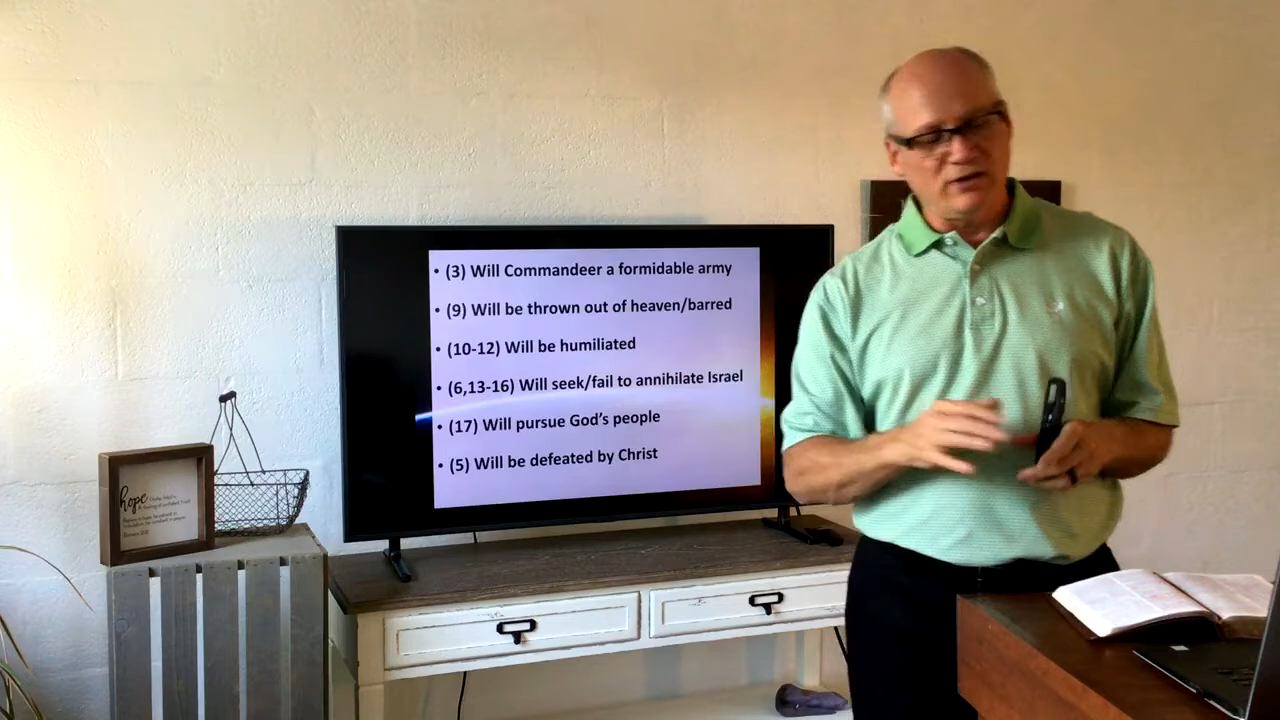 • (3) Will Commandeer a formidable army
• (9) Will be thrown out of heaven/barred
• (10-12) Will be humiliated
• (6,13-16) Will seek/fail to annihilate Israel
• (17) Will pursue God's people
• (5) Will be defeated by Christ
hope